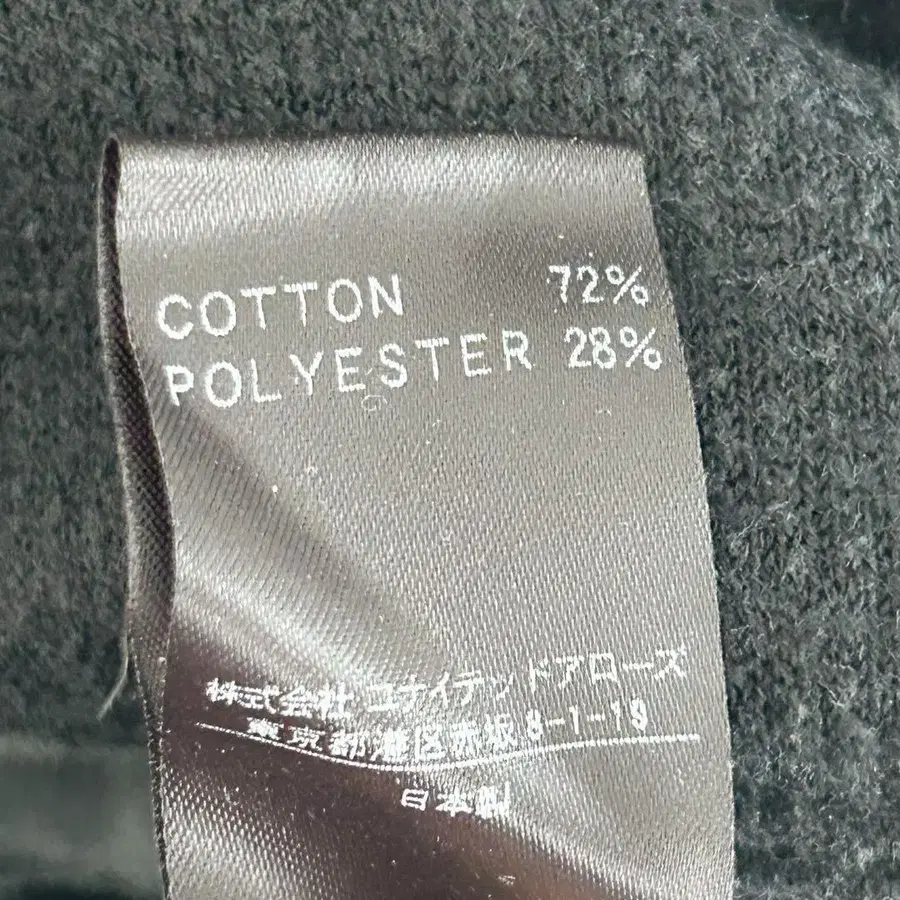 COTTON 72%
POLYESTER 28%
株式会社 ユナイテッドアローズ
東京都港区赤坂8-1-19
日本製